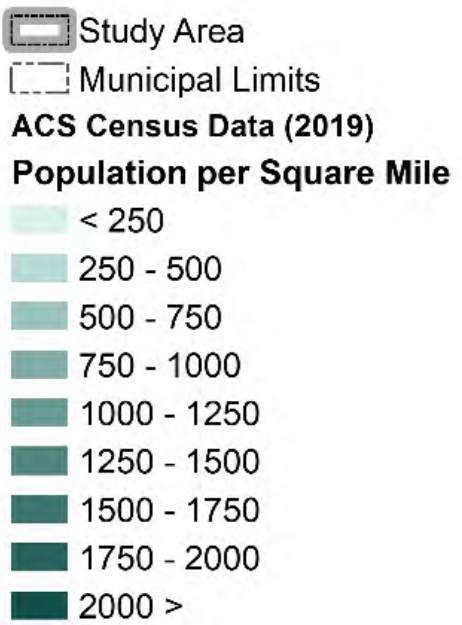 Study Area
Municipal Limits
ACS Census Data (2019)
Population per Square Mile
< 250
250 - 500
500 - 750
750 - 1000
1000 - 1250
1250 - 1500
1500 - 1750
1750 - 2000
2000 >